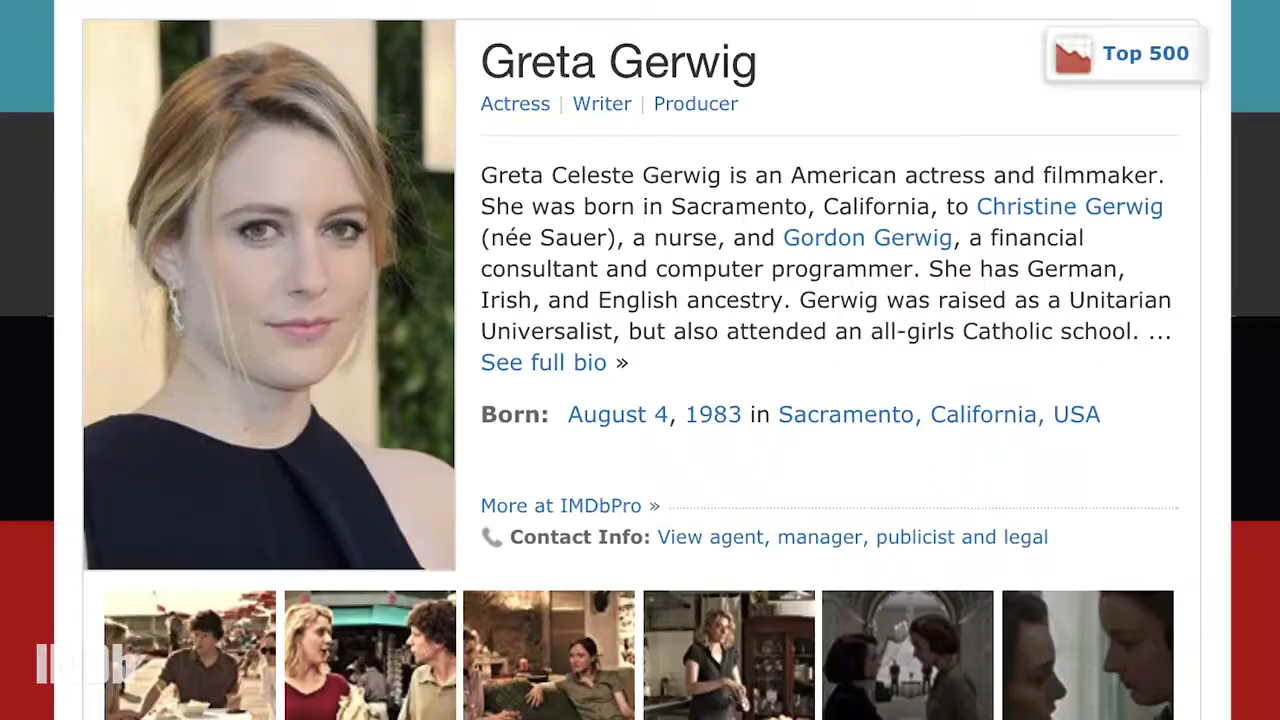 Greta Gerwig
Top 500
Actress | Writer | Producer
Greta Celeste Gerwig is an American actress and filmmaker.
She was born in Sacramento, California, to Christine Gerwig
(née Sauer), a nurse, and Gordon Gerwig, a financial
consultant and computer programmer. She has German,
Irish, and English ancestry. Gerwig was raised as a Unitarian
Universalist, but also attended an all-girls Catholic school. ...
See full bio »
Born: August 4, 1983 in Sacramento, California, USA
More at IMDbPro »
Contact Info: View agent, manager, publicist and legal
IMDb